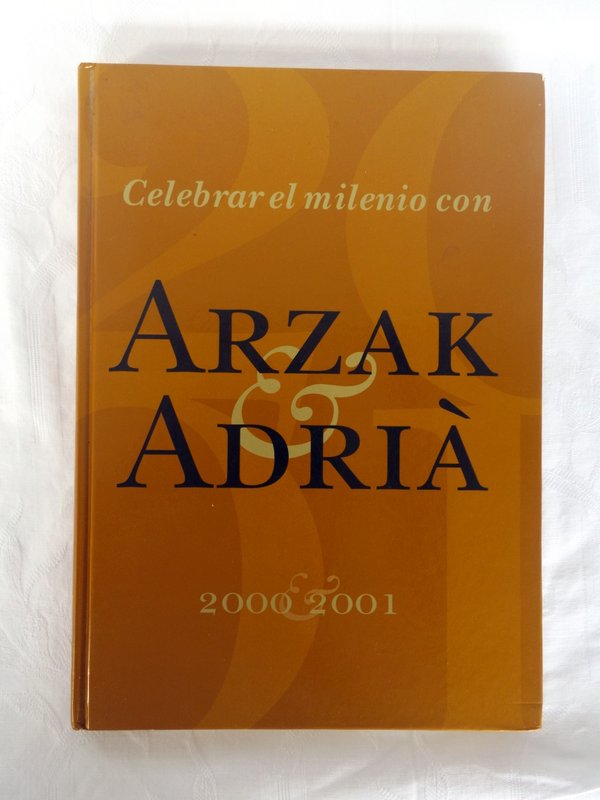 Celebrar el milenio con
ARZAK
&
ADRIÀ
2000 & 2001